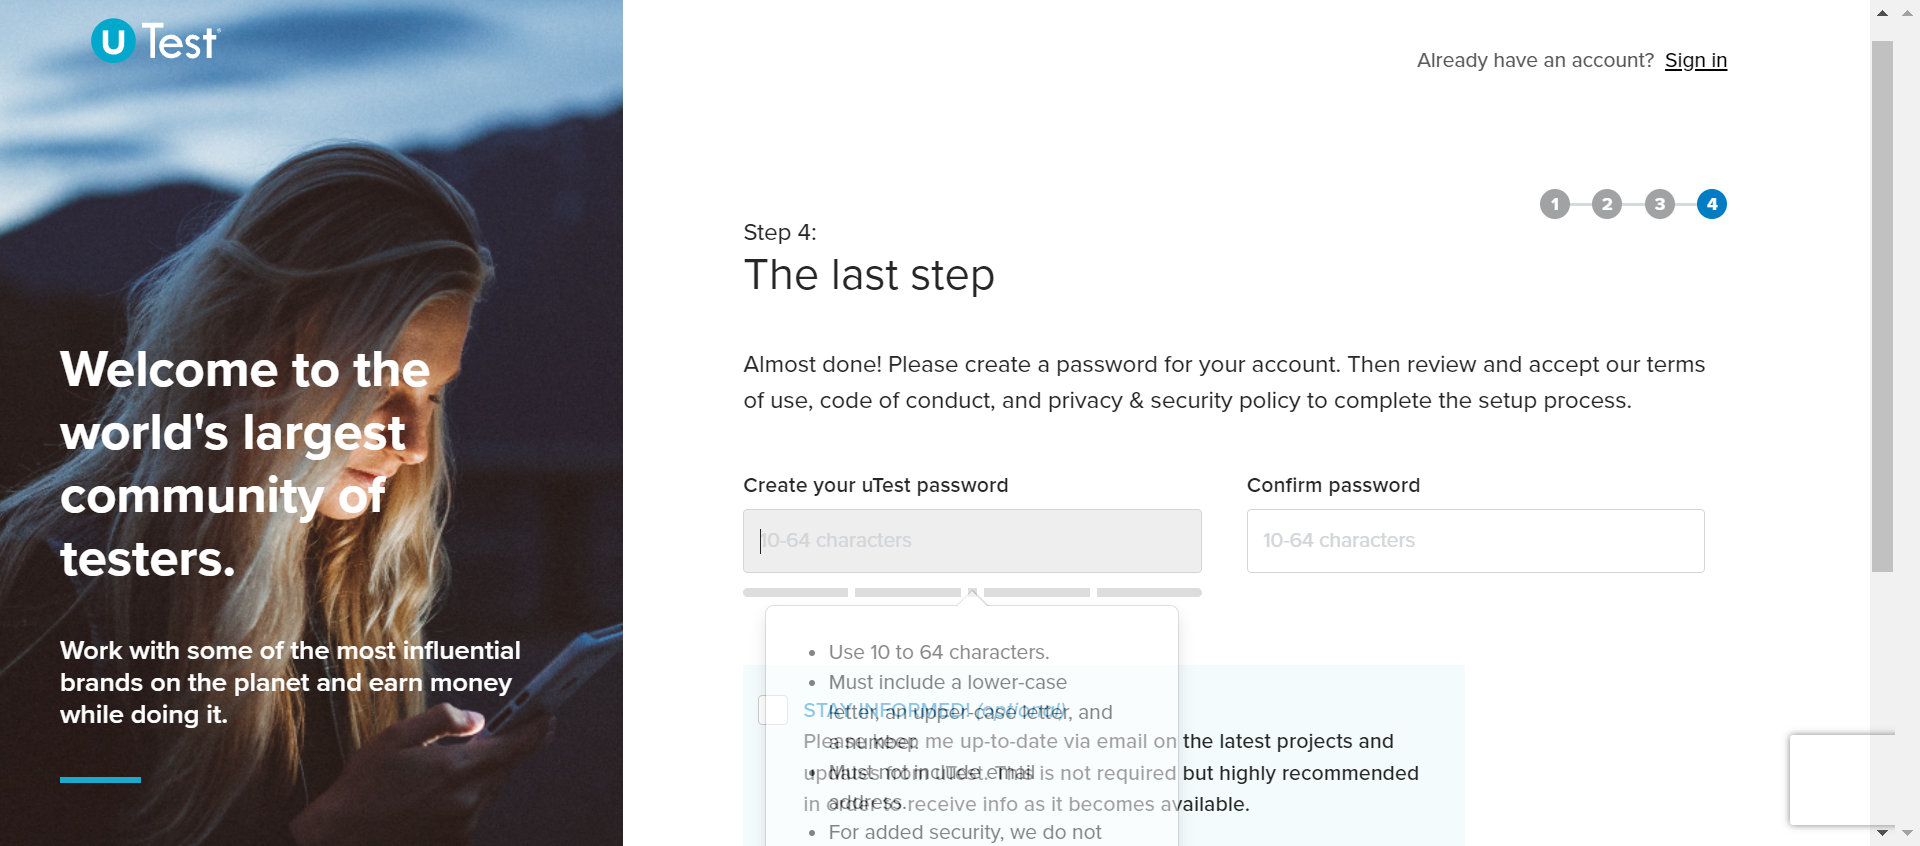 uTest
Already have an account? Sign in
1 2 3 4
Step 4:
The last step
Welcome to the
world's largest
community of
testers.
Work with some of the most influential
brands on the planet and earn money
while doing it.
Almost done! Please create a password for your account. Then review and accept our terms
of use, code of conduct, and privacy & security policy to complete the setup process.
Create your uTest password
Confirm password
10-64 characters
10-64 characters
• Use 10 to 64 characters.
• Must include a lower-case
letter, an upper-case letter, and
a number.
• Must not include email
address.
• For added security, we do not
STAY INFORMED! (optional)
Please keep me up-to-date via email on the latest projects and
updates from uTest. This is not required but highly recommended
in order to receive info as it becomes available.